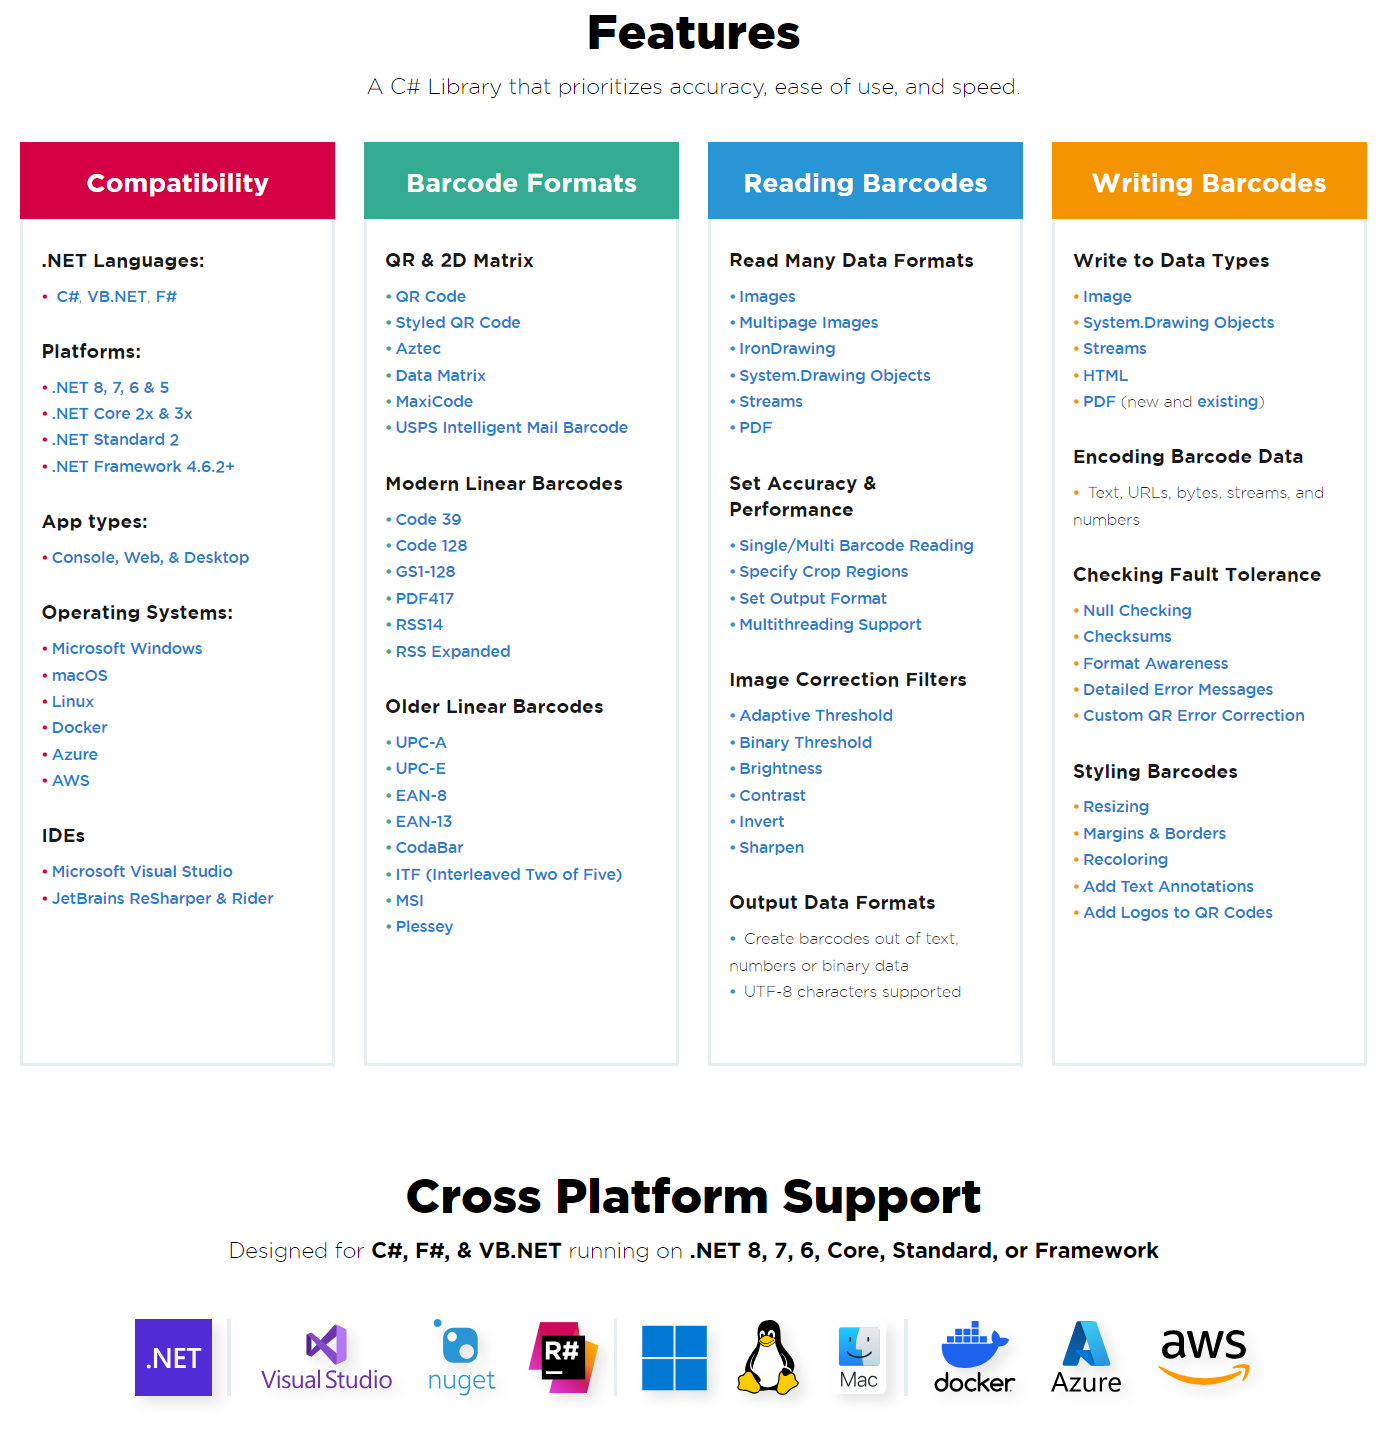 Features
A C# Library that prioritizes accuracy, ease of use, and speed.
Compatibility
.NET Languages:
• C#, VB.NET, F#
Platforms:
• .NET 8, 7, 6 & 5
• .NET Core 2x & 3x
• .NET Standard 2
• .NET Framework 4.6.2+
App types:
• Console, Web, & Desktop
Operating Systems:
• Microsoft Windows
• macOS
• Linux
• Docker
• Azure
• AWS
IDEs
• Microsoft Visual Studio
• JetBrains ReSharper & Rider
Barcode Formats
QR & 2D Matrix
• QR Code
• Styled QR Code
• Aztec
• Data Matrix
• MaxiCode
• USPS Intelligent Mail Barcode
Modern Linear Barcodes
• Code 39
• Code 128
• GS1-128
• PDF417
• RSS14
• RSS Expanded
Older Linear Barcodes
• UPC-A
• UPC-E
• EAN-8
• EAN-13
• CodaBar
• ITF (Interleaved Two of Five)
• MSI
• Plessey
Reading Barcodes
Read Many Data Formats
• Images
• Multipage Images
• IronDrawing
• System.Drawing Objects
• Streams
• PDF
Set Accuracy &
Performance
• Single/Multi Barcode Reading
• Specify Crop Regions
• Set Output Format
• Multithreading Support
Image Correction Filters
• Adaptive Threshold
• Binary Threshold
• Brightness
• Contrast
• Invert
• Sharpen
Output Data Formats
• Create barcodes out of text,
numbers or binary data
• UTF-8 characters supported
Writing Barcodes
Write to Data Types
• Image
• System.Drawing Objects
• Streams
• HTML
• PDF (new and existing)
Encoding Barcode Data
• Text, URLs, bytes, streams, and
numbers
Checking Fault Tolerance
• Null Checking
• Checksums
• Format Awareness
• Detailed Error Messages
• Custom QR Error Correction
Styling Barcodes
• Resizing
• Margins & Borders
• Recoloring
• Add Text Annotations
• Add Logos to QR Codes
Cross Platform Support
Designed for C#, F#, & VB.NET running on .NET 8, 7, 6, Core, Standard, or Framework
.NET
Visual Studio
nuget
R#
Mac
docker
Azure
aws